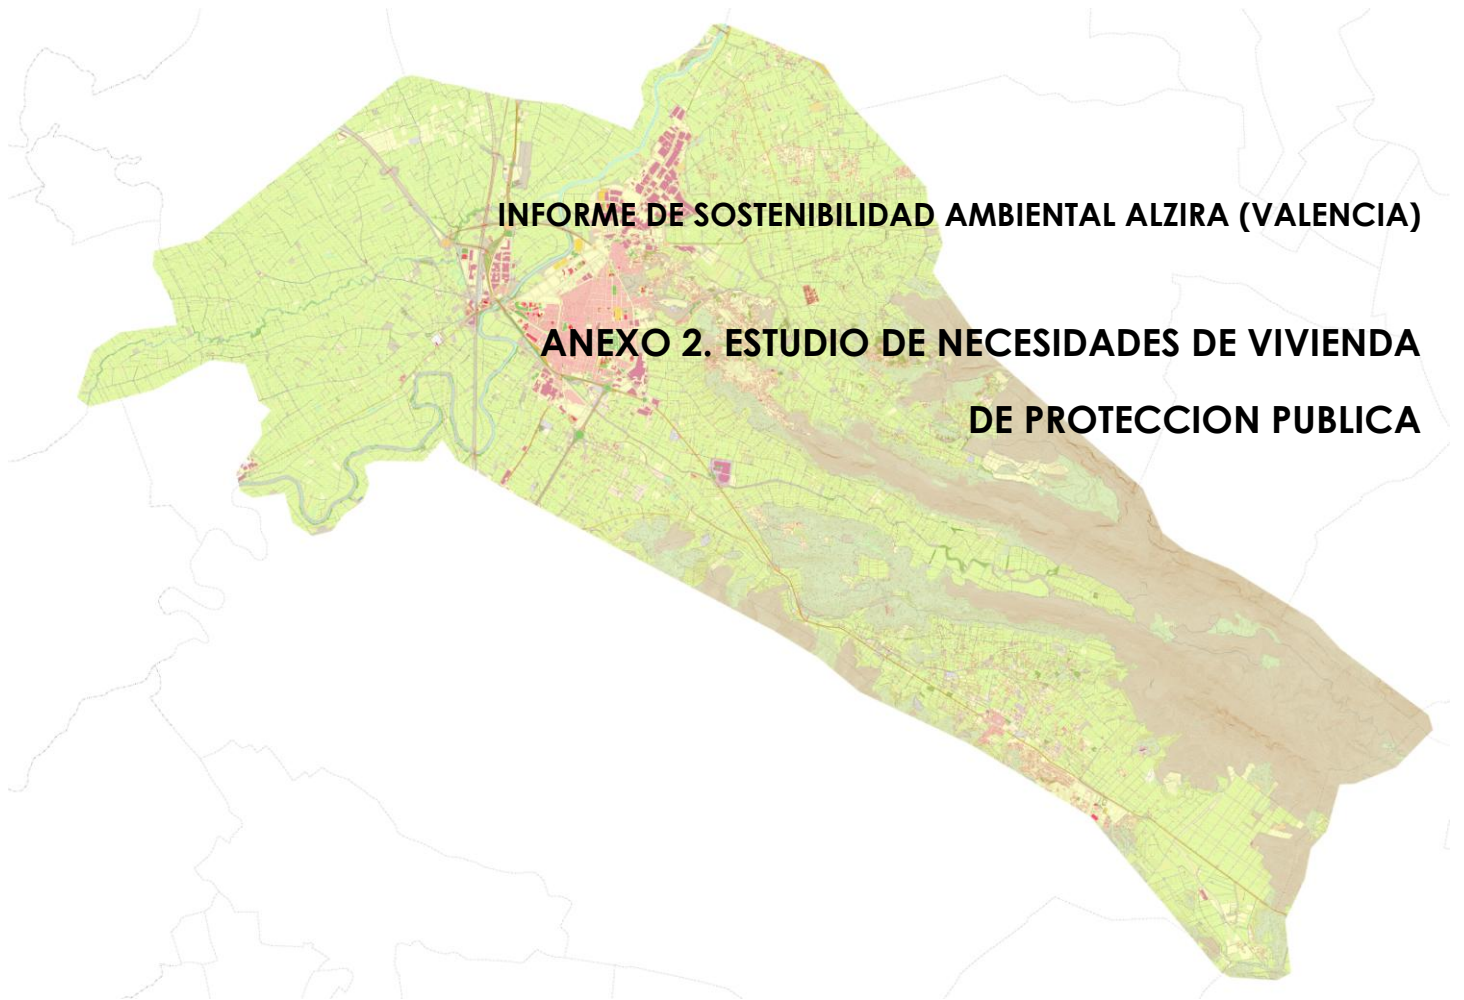 INFORME DE SOSTENIBILIDAD AMBIENTAL ALZIRA (VALENCIA)
ANEXO 2. ESTUDIO DE NECESIDADES DE VIVIENDA
DE PROTECCION PUBLICA